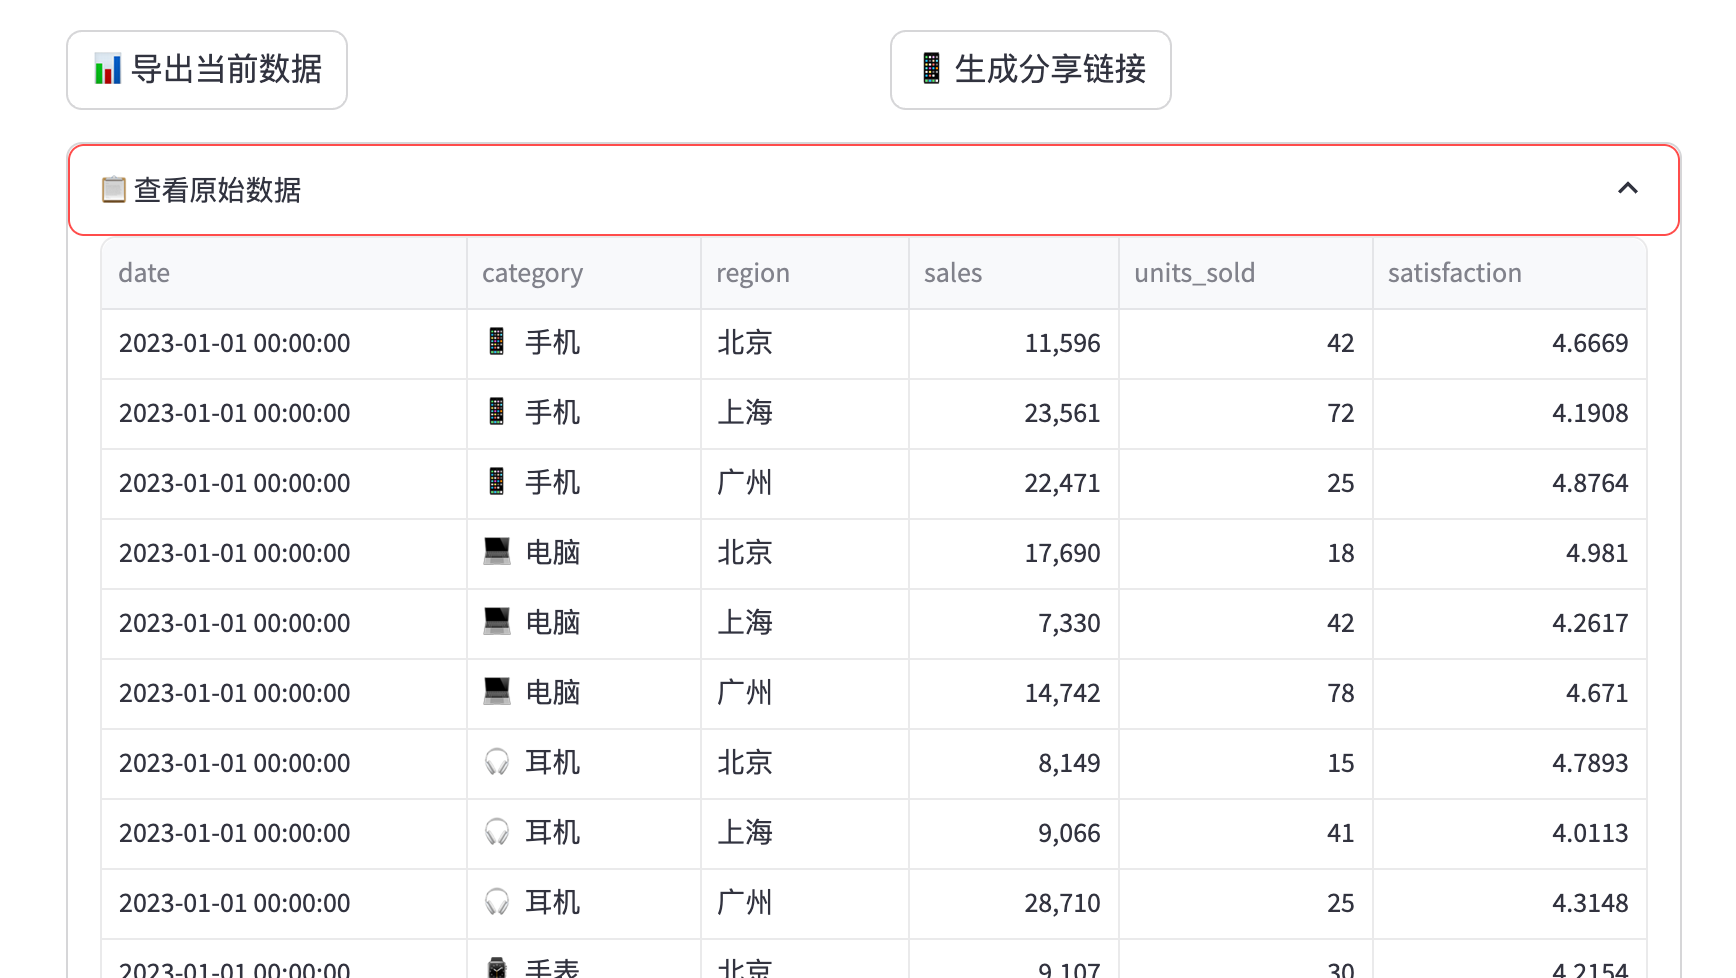 📊 导出当前数据
📱 生成分享链接
📋 查看原始数据
date category region sales units_sold satisfaction
2023-01-01 00:00:00 📱 手机 北京 11,596 42 4.6669
2023-01-01 00:00:00 📱 手机 上海 23,561 72 4.1908
2023-01-01 00:00:00 📱 手机 广州 22,471 25 4.8764
2023-01-01 00:00:00 💻 电脑 北京 17,690 18 4.981
2023-01-01 00:00:00 💻 电脑 上海 7,330 42 4.2617
2023-01-01 00:00:00 💻 电脑 广州 14,742 78 4.671
2023-01-01 00:00:00 🎧 耳机 北京 8,149 15 4.7893
2023-01-01 00:00:00 🎧 耳机 上海 9,066 41 4.0113
2023-01-01 00:00:00 🎧 耳机 广州 28,710 25 4.3148
2023-01-01 00:00:00 ⌚ 手表 北京 9,107 30 4.2154